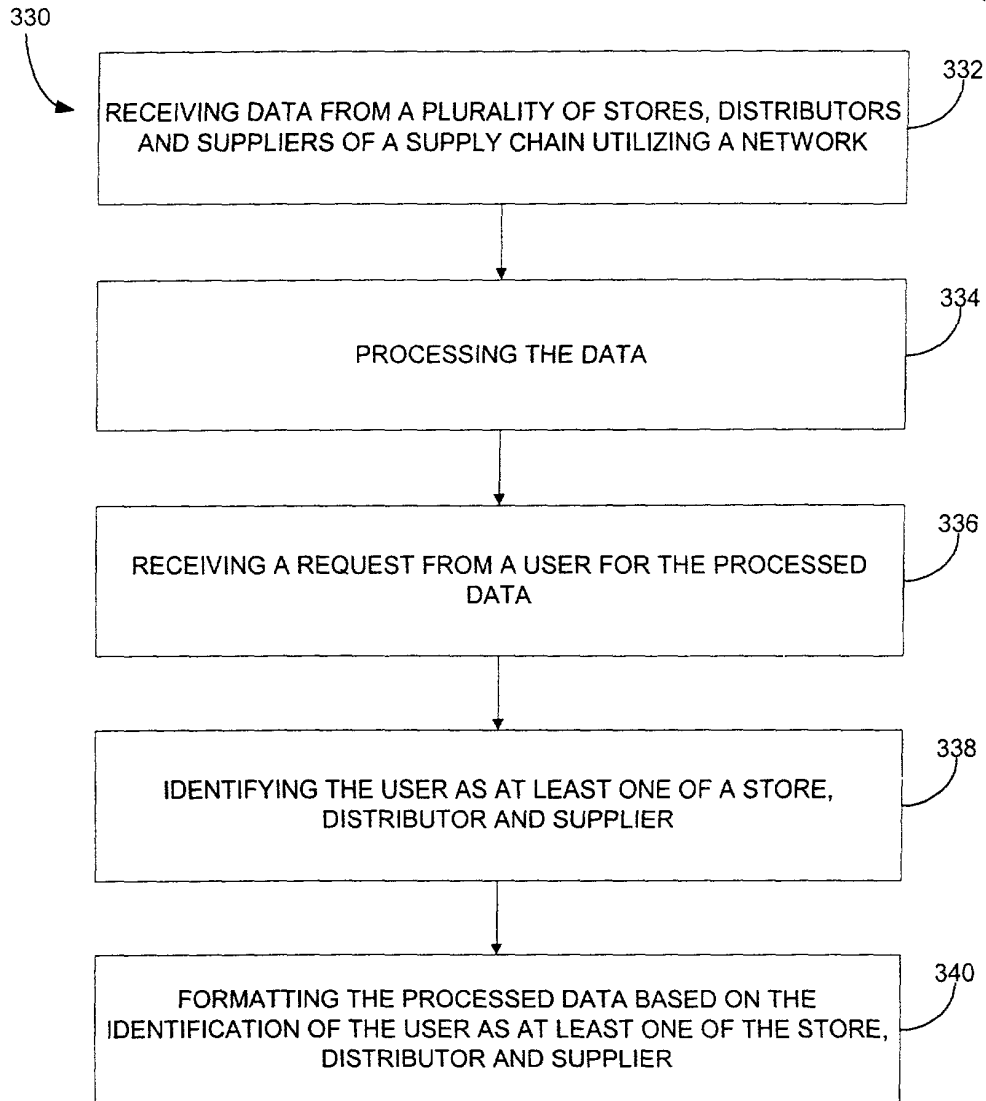 330
332
RECEIVING DATA FROM A PLURALITY OF STORES, DISTRIBUTORS
AND SUPPLIERS OF A SUPPLY CHAIN UTILIZING A NETWORK
334
PROCESSING THE DATA
336
RECEIVING A REQUEST FROM A USER FOR THE PROCESSED
DATA
338
IDENTIFYING THE USER AS AT LEAST ONE OF A STORE,
DISTRIBUTOR AND SUPPLIER
340
FORMATTING THE PROCESSED DATA BASED ON THE
IDENTIFICATION OF THE USER AS AT LEAST ONE OF THE STORE,
DISTRIBUTOR AND SUPPLIER